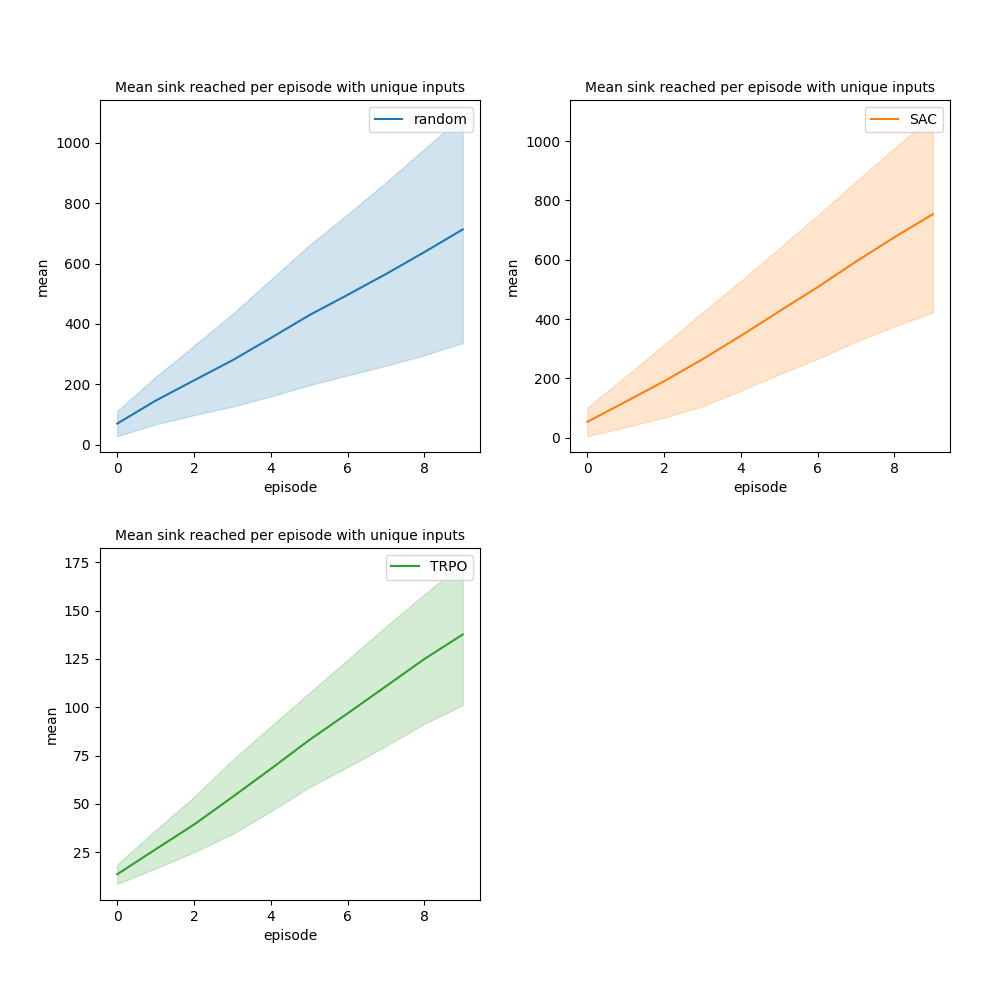 Mean sink reached per episode with unique inputs
random
1000
800
600
400
200
0
mean
0 2 4 6 8
episode
Mean sink reached per episode with unique inputs
SAC
1000
800
600
400
200
0
mean
0 2 4 6 8
episode
Mean sink reached per episode with unique inputs
TRPO
175
150
125
100
75
50
25
mean
0 2 4 6 8
episode